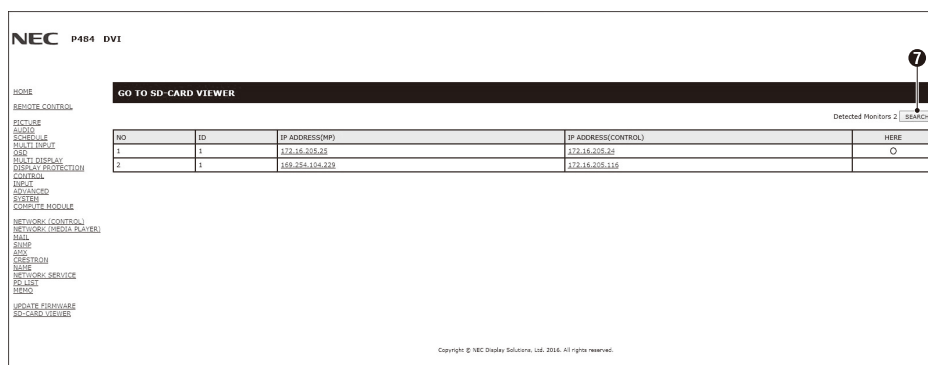 NEC P484 DVI
7
HOME
REMOTE CONTROL
PICTURE
AUDIO
SCHEDULE
MULTI INPUT
OSD
MULTI DISPLAY
DISPLAY PROTECTION
CONTROL
INPUT
ADVANCED
SYSTEM
COMPUTE MODULE
NETWORK (CONTROL)
NETWORK (MEDIA PLAYER)
MAIL
SNMP
AMX
CRESTRON
NAME
NETWORK SERVICE
PD LIST
MEMO
UPDATE FIRMWARE
SD-CARD VIEWER
GO TO SD-CARD VIEWER
Detected Monitors 2 SEARCH
NO ID IP ADDRESS(MP) IP ADDRESS(CONTROL) HERE
1 1 172.16.205.25 172.16.205.24 O
2 1 169.254.104.229 172.16.205.116
Copyright © NEC Display Solutions, Ltd. 2016. All rights reserved.